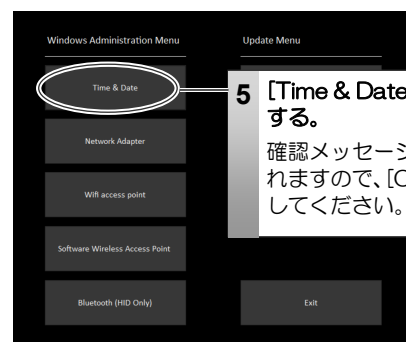 Windows Administration Menu
Update Menu
Time & Date
Network Adapter
Wifi access point
Software Wireless Access Point
Bluetooth (HID Only)
Exit
5 [Time & Date
する。
確認メッセージ
れますので、[O
してください。